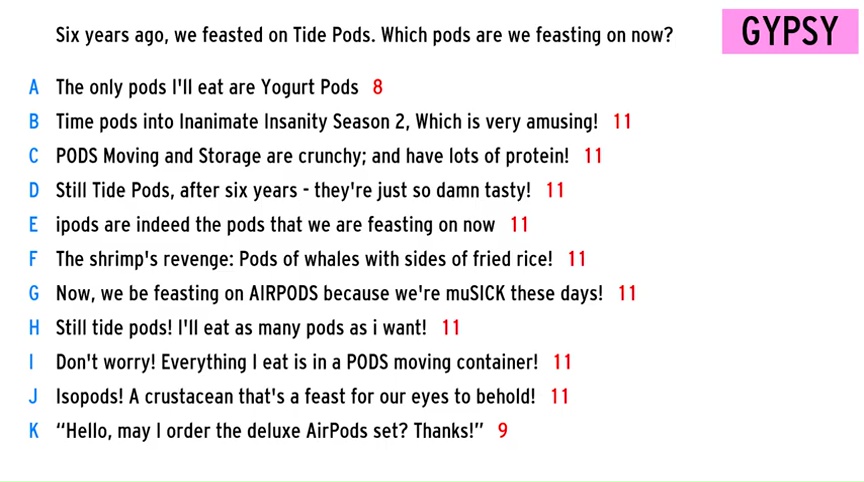 Six years ago, we feasted on Tide Pods. Which pods are we feasting on now?
GYPSY
A The only pods I'll eat are Yogurt Pods 8
B Time pods into Inanimate Insanity Season 2, Which is very amusing! 11
C PODS Moving and Storage are crunchy; and have lots of protein! 11
D Still Tide Pods, after six years - they're just so damn tasty! 11
E ipods are indeed the pods that we are feasting on now 11
F The shrimp's revenge: Pods of whales with sides of fried rice! 11
G Now, we be feasting on AIRPODS because we're muSICK these days! 11
H Still tide pods! I'll eat as many pods as i want! 11
I Don't worry! Everything I eat is in a PODS moving container! 11
J Isopods! A crustacean that's a feast for our eyes to behold! 11
K “Hello, may I order the deluxe AirPods set? Thanks!” 9